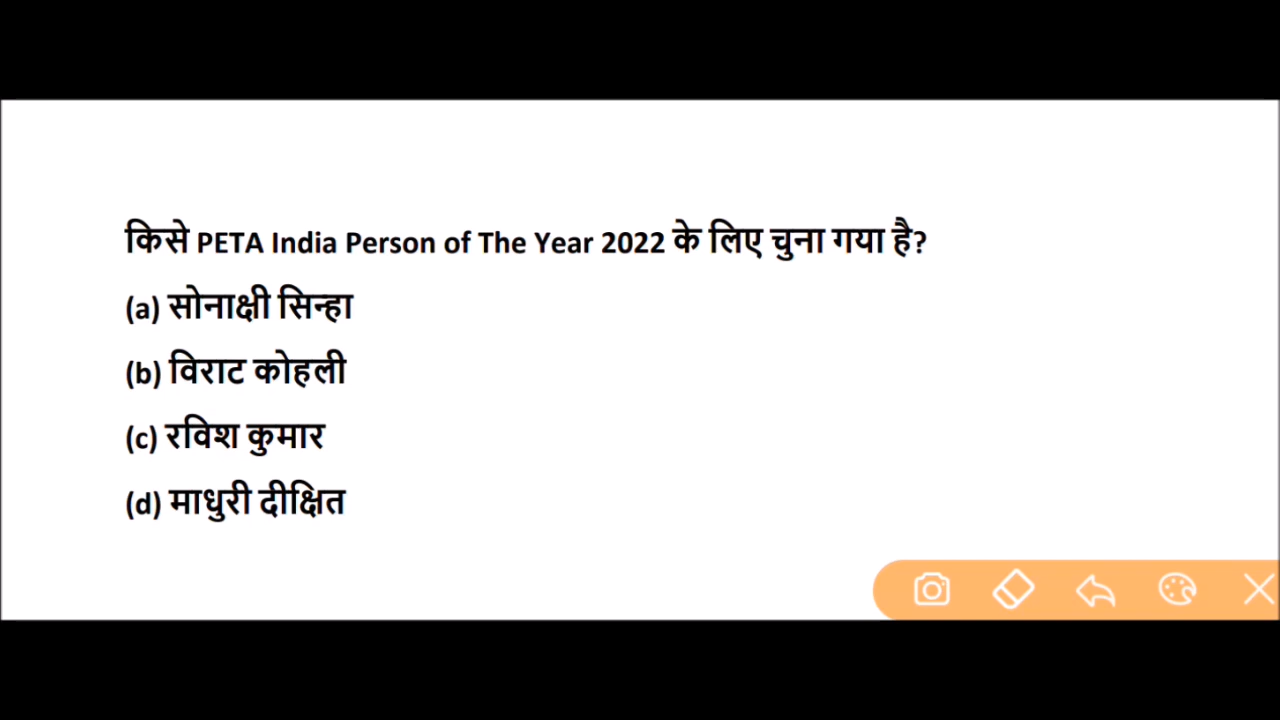 किसे PETA India Person of The Year 2022 के लिए चुना गया है?
(a) सोनाक्षी सिन्हा
(b) विराट कोहली
(c) रविश कुमार
(d) माधुरी दीक्षित